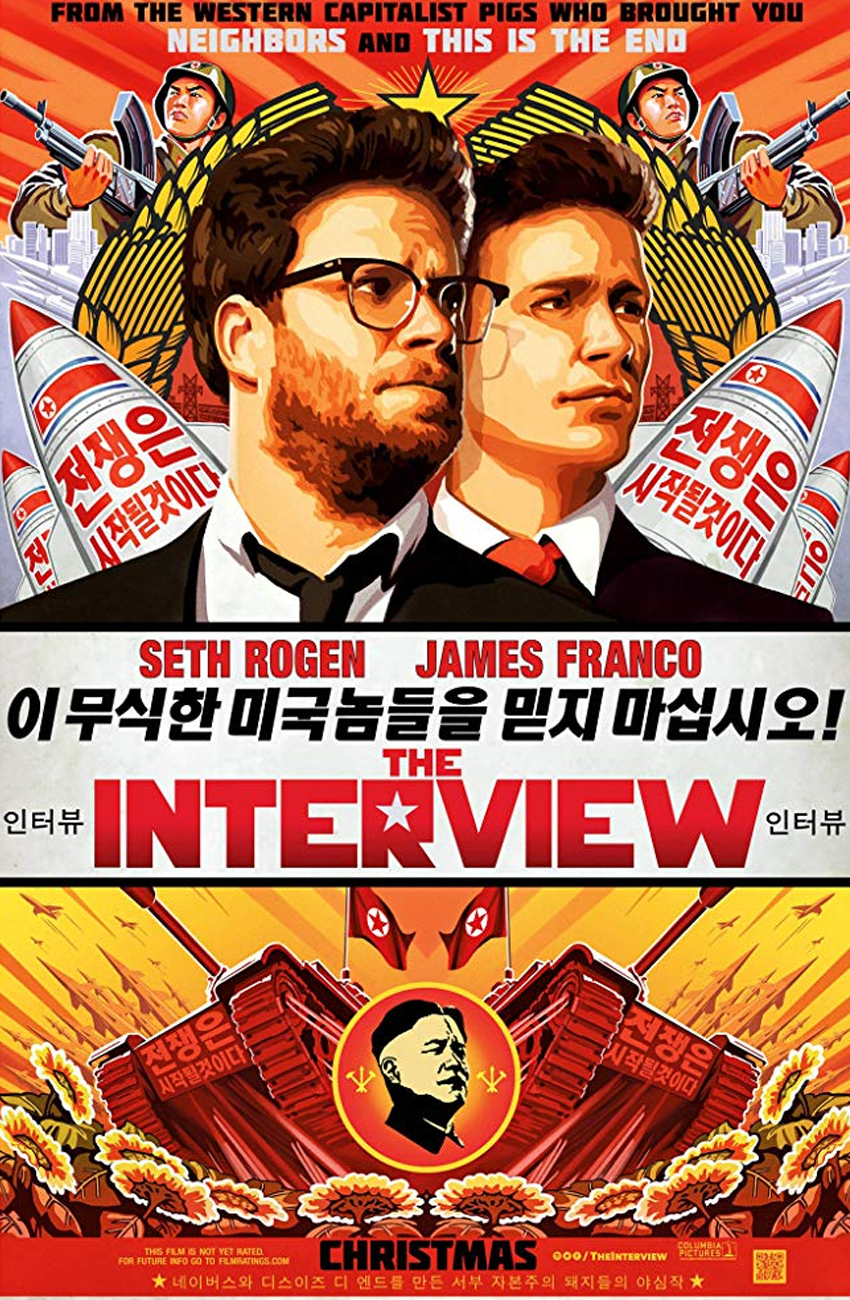 FROM THE WESTERN CAPITALIST PIGS WHO BROUGHT YOU
NEIGHBORS AND THIS IS THE END
전쟁은
시작될것이다
전쟁은
시작될것이다
SETH ROGEN JAMES FRANCO
이 무식한 미국놈들을 믿지 마십시오!
THE
INTERVIEW
인터뷰
인터뷰
전쟁은
시작될것이다
전쟁은
시작될것이다
THIS FILM IS NOT YET RATED.
FOR FUTURE INFO GO TO FILMRATINGS.COM
CHRISTMAS
/THEINTERVIEW
COLUMBIA
PICTURES
★ 네이버스와 디스이즈 디 엔드를 만든 서부 자본주의 돼지들의 야심작 ★